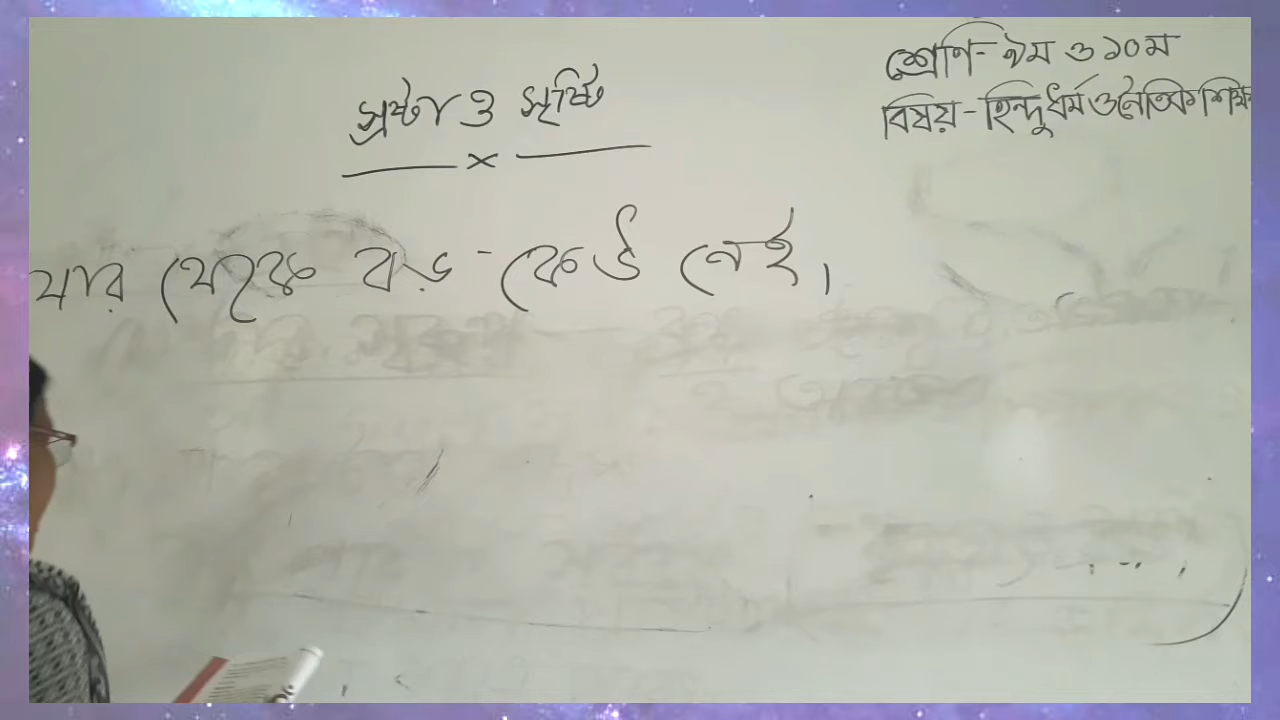 শ্রেণি- ৯ম ও ১০ম
বিষয় - হিন্দুধর্ম ও নৈতিক শিক্ষ
স্রষ্টা ও সৃষ্টি
যার থেকে বড় - কেউ নেই।